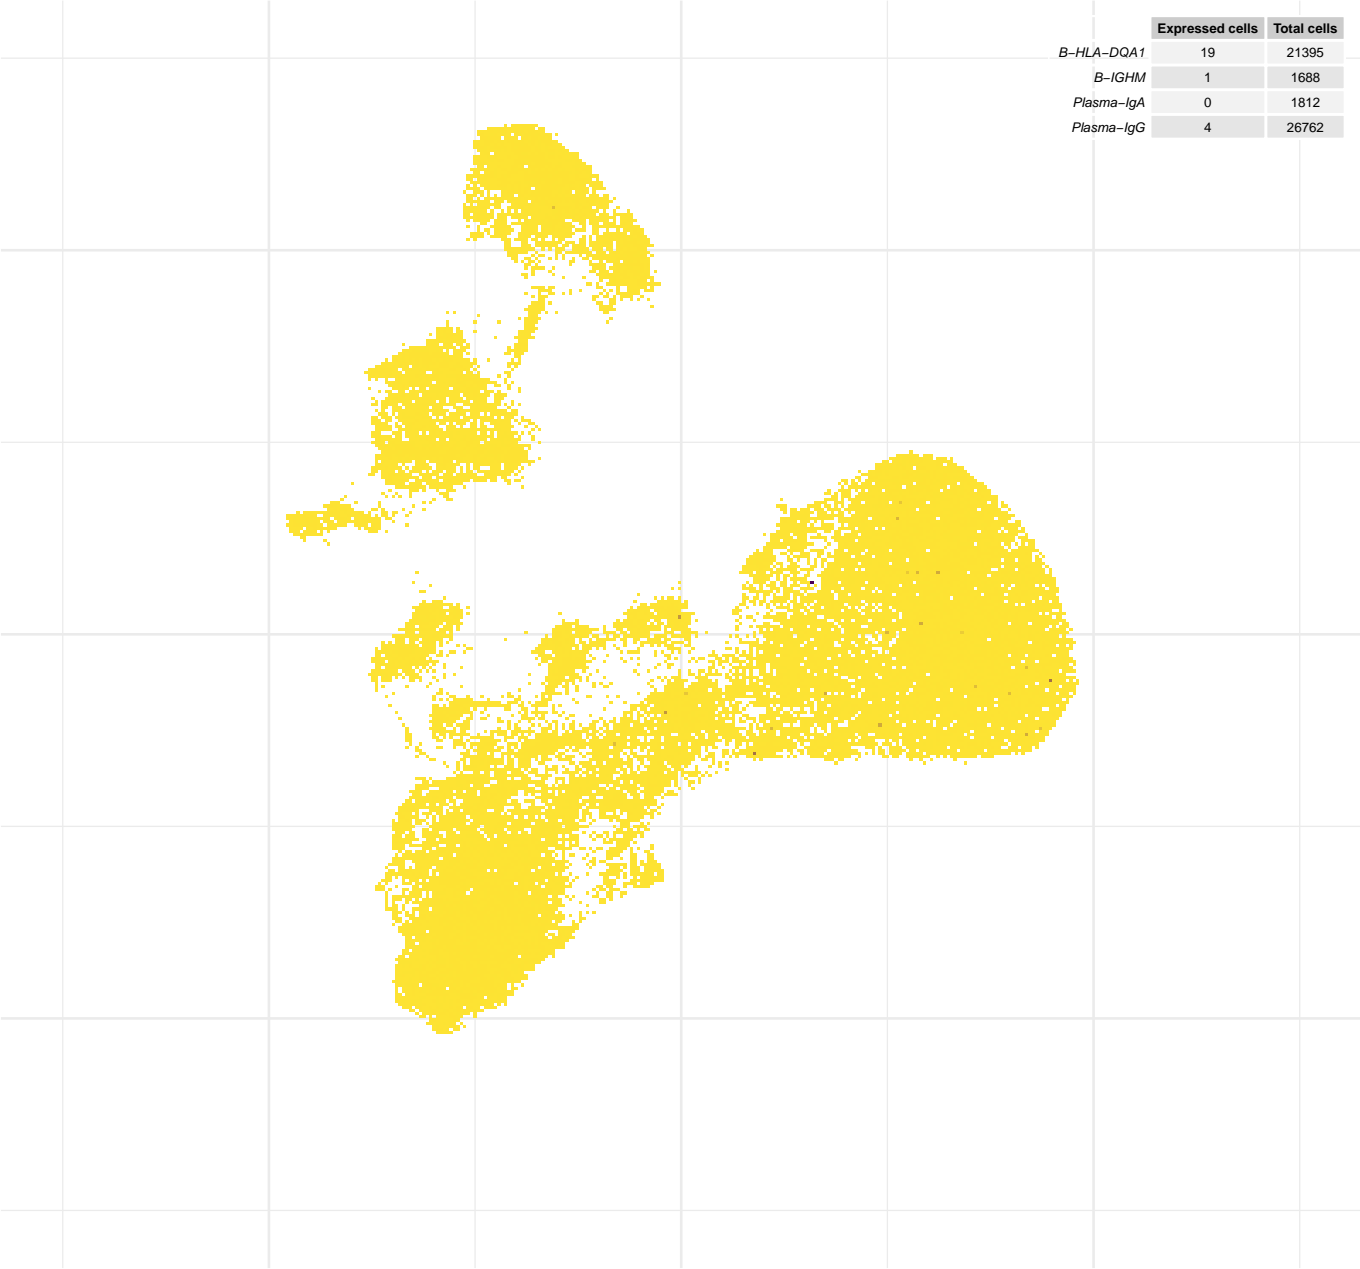 Expressed cells Total cells
B−HLA−DQA1 19 21395
B−IGHM 1 1688
Plasma−IgA 0 1812
Plasma−IgG 4 26762